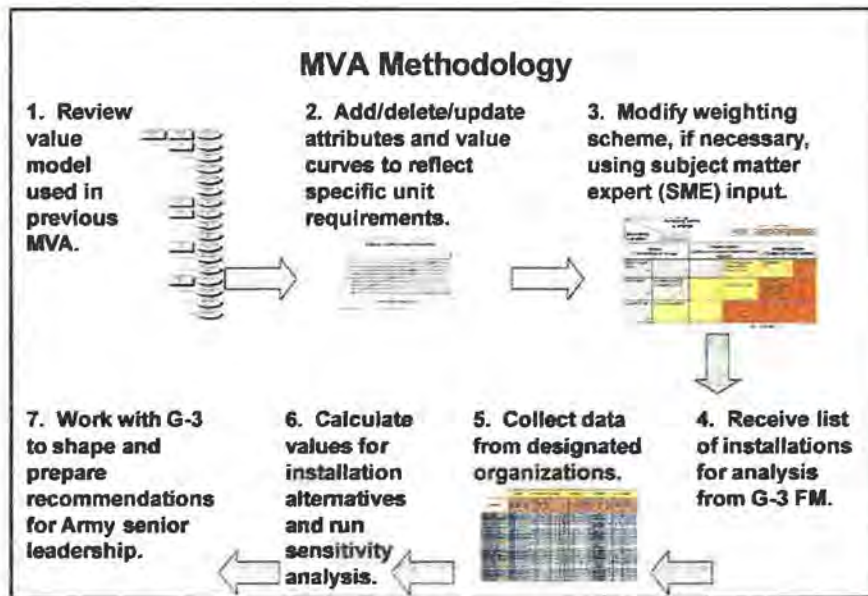 MVA Methodology
1. Review
value
model
used in
previous
MVA.
2. Add/delete/update
attributes and value
curves to reflect
specific unit
requirements.
3. Modify weighting
scheme, if necessary,
using subject matter
expert (SME) input.
4. Receive list
of installations
for analysis
from G-3 FM.
5. Collect data
from designated
organizations.
6. Calculate
values for
installation
alternatives
and run
sensitivity
analysis.
7. Work with G-3
to shape and
prepare
recommendations
for Army senior
leadership.